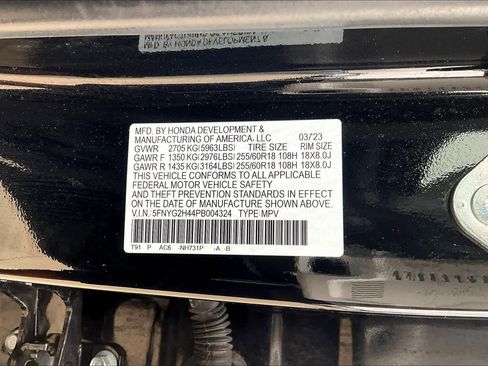 MFD. BY HONDA DEVELOPMENT &
MANUFACTURING OF AMERICA, LLC 03/23
GVWR 2705 KG(5963LBS) TIRE SIZE RIM SIZE
GAWR F 1350 KG(2976LBS) 255/60R18 108H 18X8.0J
GAWR R 1435 KG(3164LBS) 255/60R18 108H 18X8.0J
THIS VEHICLE CONFORMS TO ALL APPLICABLE
FEDERAL MOTOR VEHICLE SAFETY
AND THEFT PREVENTION STANDARDS IN EFFECT ON
THE DATE OF MANUFACTURE SHOWN ABOVE.
V.I.N.: 5FNYG2H44PB004324 TYPE: MPV
T91 P AC6 -NH731P -A -B